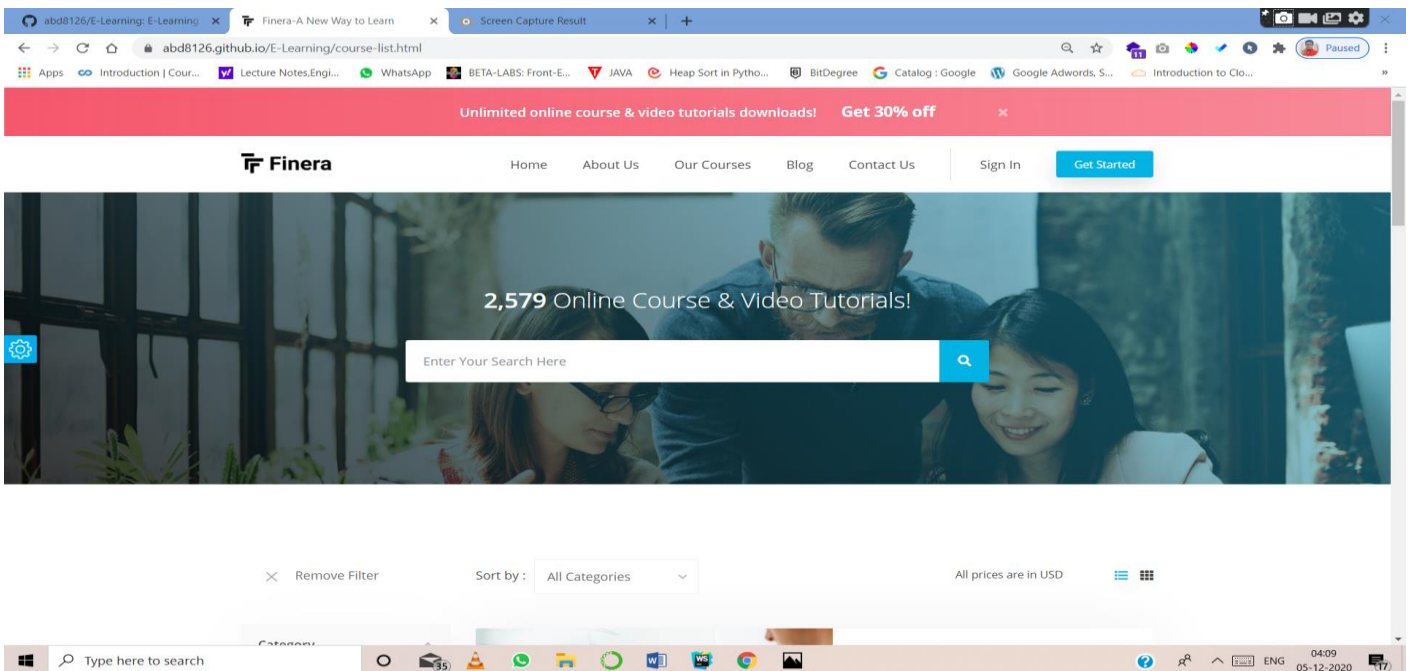 abd8126/E-Learning: E-Learning
Finera-A New Way to Learn
Screen Capture Result
abd8126.github.io/E-Learning/course-list.html
11
Paused
Apps
Introduction | Cour...
Lecture Notes,Engi...
WhatsApp
BETA-LABS: Front-E...
JAVA
Heap Sort in Pytho...
BitDegree
Catalog : Google
Google Adwords, S...
Introduction to Clo...
Unlimited online course & video tutorials downloads! Get 30% off
Finera
Home About Us Our Courses Blog Contact Us Sign In Get Started
2,579 Online Course & Video Tutorials!
Enter Your Search Here
Remove Filter
Sort by : All Categories
All prices are in USD
Category
Type here to search
35
ENG
04:09
05-12-2020
17